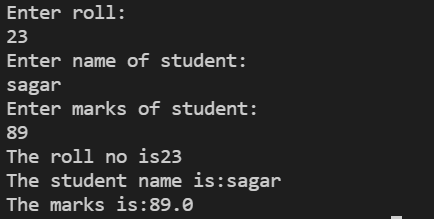 Enter roll:
23
Enter name of student:
sagar
Enter marks of student:
89
The roll no is23
The student name is:sagar
The marks is:89.0